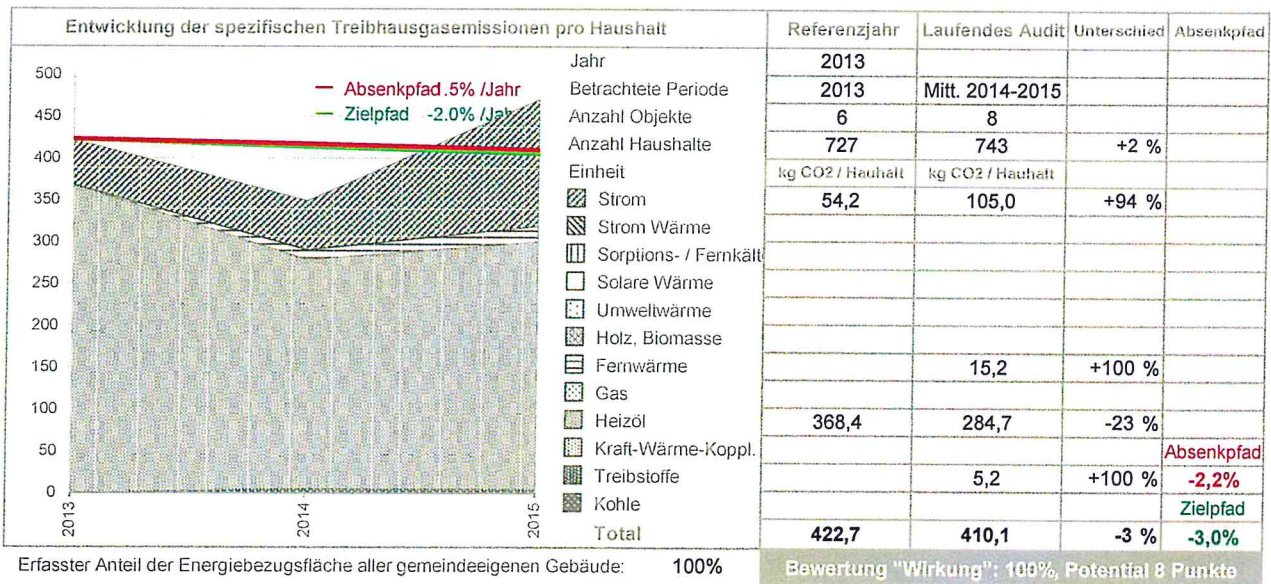 Entwicklung der spezifischen Treibhausgasemissionen pro Haushalt Referenzjahr Laufendes Audit Unterschied Absenkpfad
Jahr 2013
Betrachtete Periode 2013 Mitt. 2014-2015
Anzahl Objekte 6 8
Anzahl Haushalte 727 743 +2 %
Einheit kg CO2 / Hauhalt kg CO2 / Hauhalt
Strom 54,2 105,0 +94 %
Strom Wärme
Sorptions- / Fernkält
Solare Wärme
Umweltwärme
Holz, Biomasse
Fernwärme 15,2 +100 %
Gas
Heizöl 368,4 284,7 -23 %
Kraft-Wärme-Koppl. Absenkpfad
Treibstoffe 5,2 +100 % -2,2%
Kohle Zielpfad
Total 422,7 410,1 -3 % -3,0%
500
450
400
350
300
250
200
150
100
50
0
Absenkpfad .5% /Jahr
Zielpfad -2.0% /Jahr
2013
2014
2015
Erfasster Anteil der Energiebezugsfläche aller gemeindeeigenen Gebäude: 100%
Bewertung "Wirkung": 100%, Potential 8 Punkte